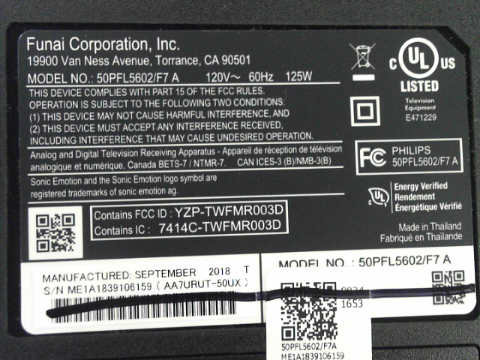 Funai Corporation, Inc.
19900 Van Ness Avenue, Torrance, CA 90501
MODEL NO.: 50PFL5602/F7 A 120V~ 60Hz 125W
THIS DEVICE COMPLIES WITH PART 15 OF THE FCC RULES.
OPERATION IS SUBJECT TO THE FOLLOWING TWO CONDITIONS:
(1) THIS DEVICE MAY NOT CAUSE HARMFUL INTERFERENCE, AND
(2) THIS DEVICE MUST ACCEPT ANY INTERFERENCE RECEIVED,
INCLUDING INTERFERENCE THAT MAY CAUSE UNDESIRED OPERATION.
Analog and Digital Television Receiving Apparatus - Appareil de réception de télévision
analogique et numérique, Canada BETS-7 / NTMR-7. CAN ICES-3 (B)/NMB-3(B)
Sonic Emotion and the Sonic Emotion logo symbol are
registered trademarks of sonic emotion ag.
Contains FCC ID : YZP-TWFMR003D
Contains IC : 7414C-TWFMR003D
C UL US
LISTED
Television
Equipment
E471229
FC PHILIPS
50PFL5602/F7 A
UL
Energy Verified
Rendement
Énergétique Vérifié
Made in Thailand
Fabriqué en Thaïlande
MANUFACTURED: SEPTEMBER 2018 T
S/N ME1A1839106159 ( AA7URUT-50UX )
MODEL NO. : 50PFL5602/F7 A
1653
50PFL5602/F7A
ME1A1839106159